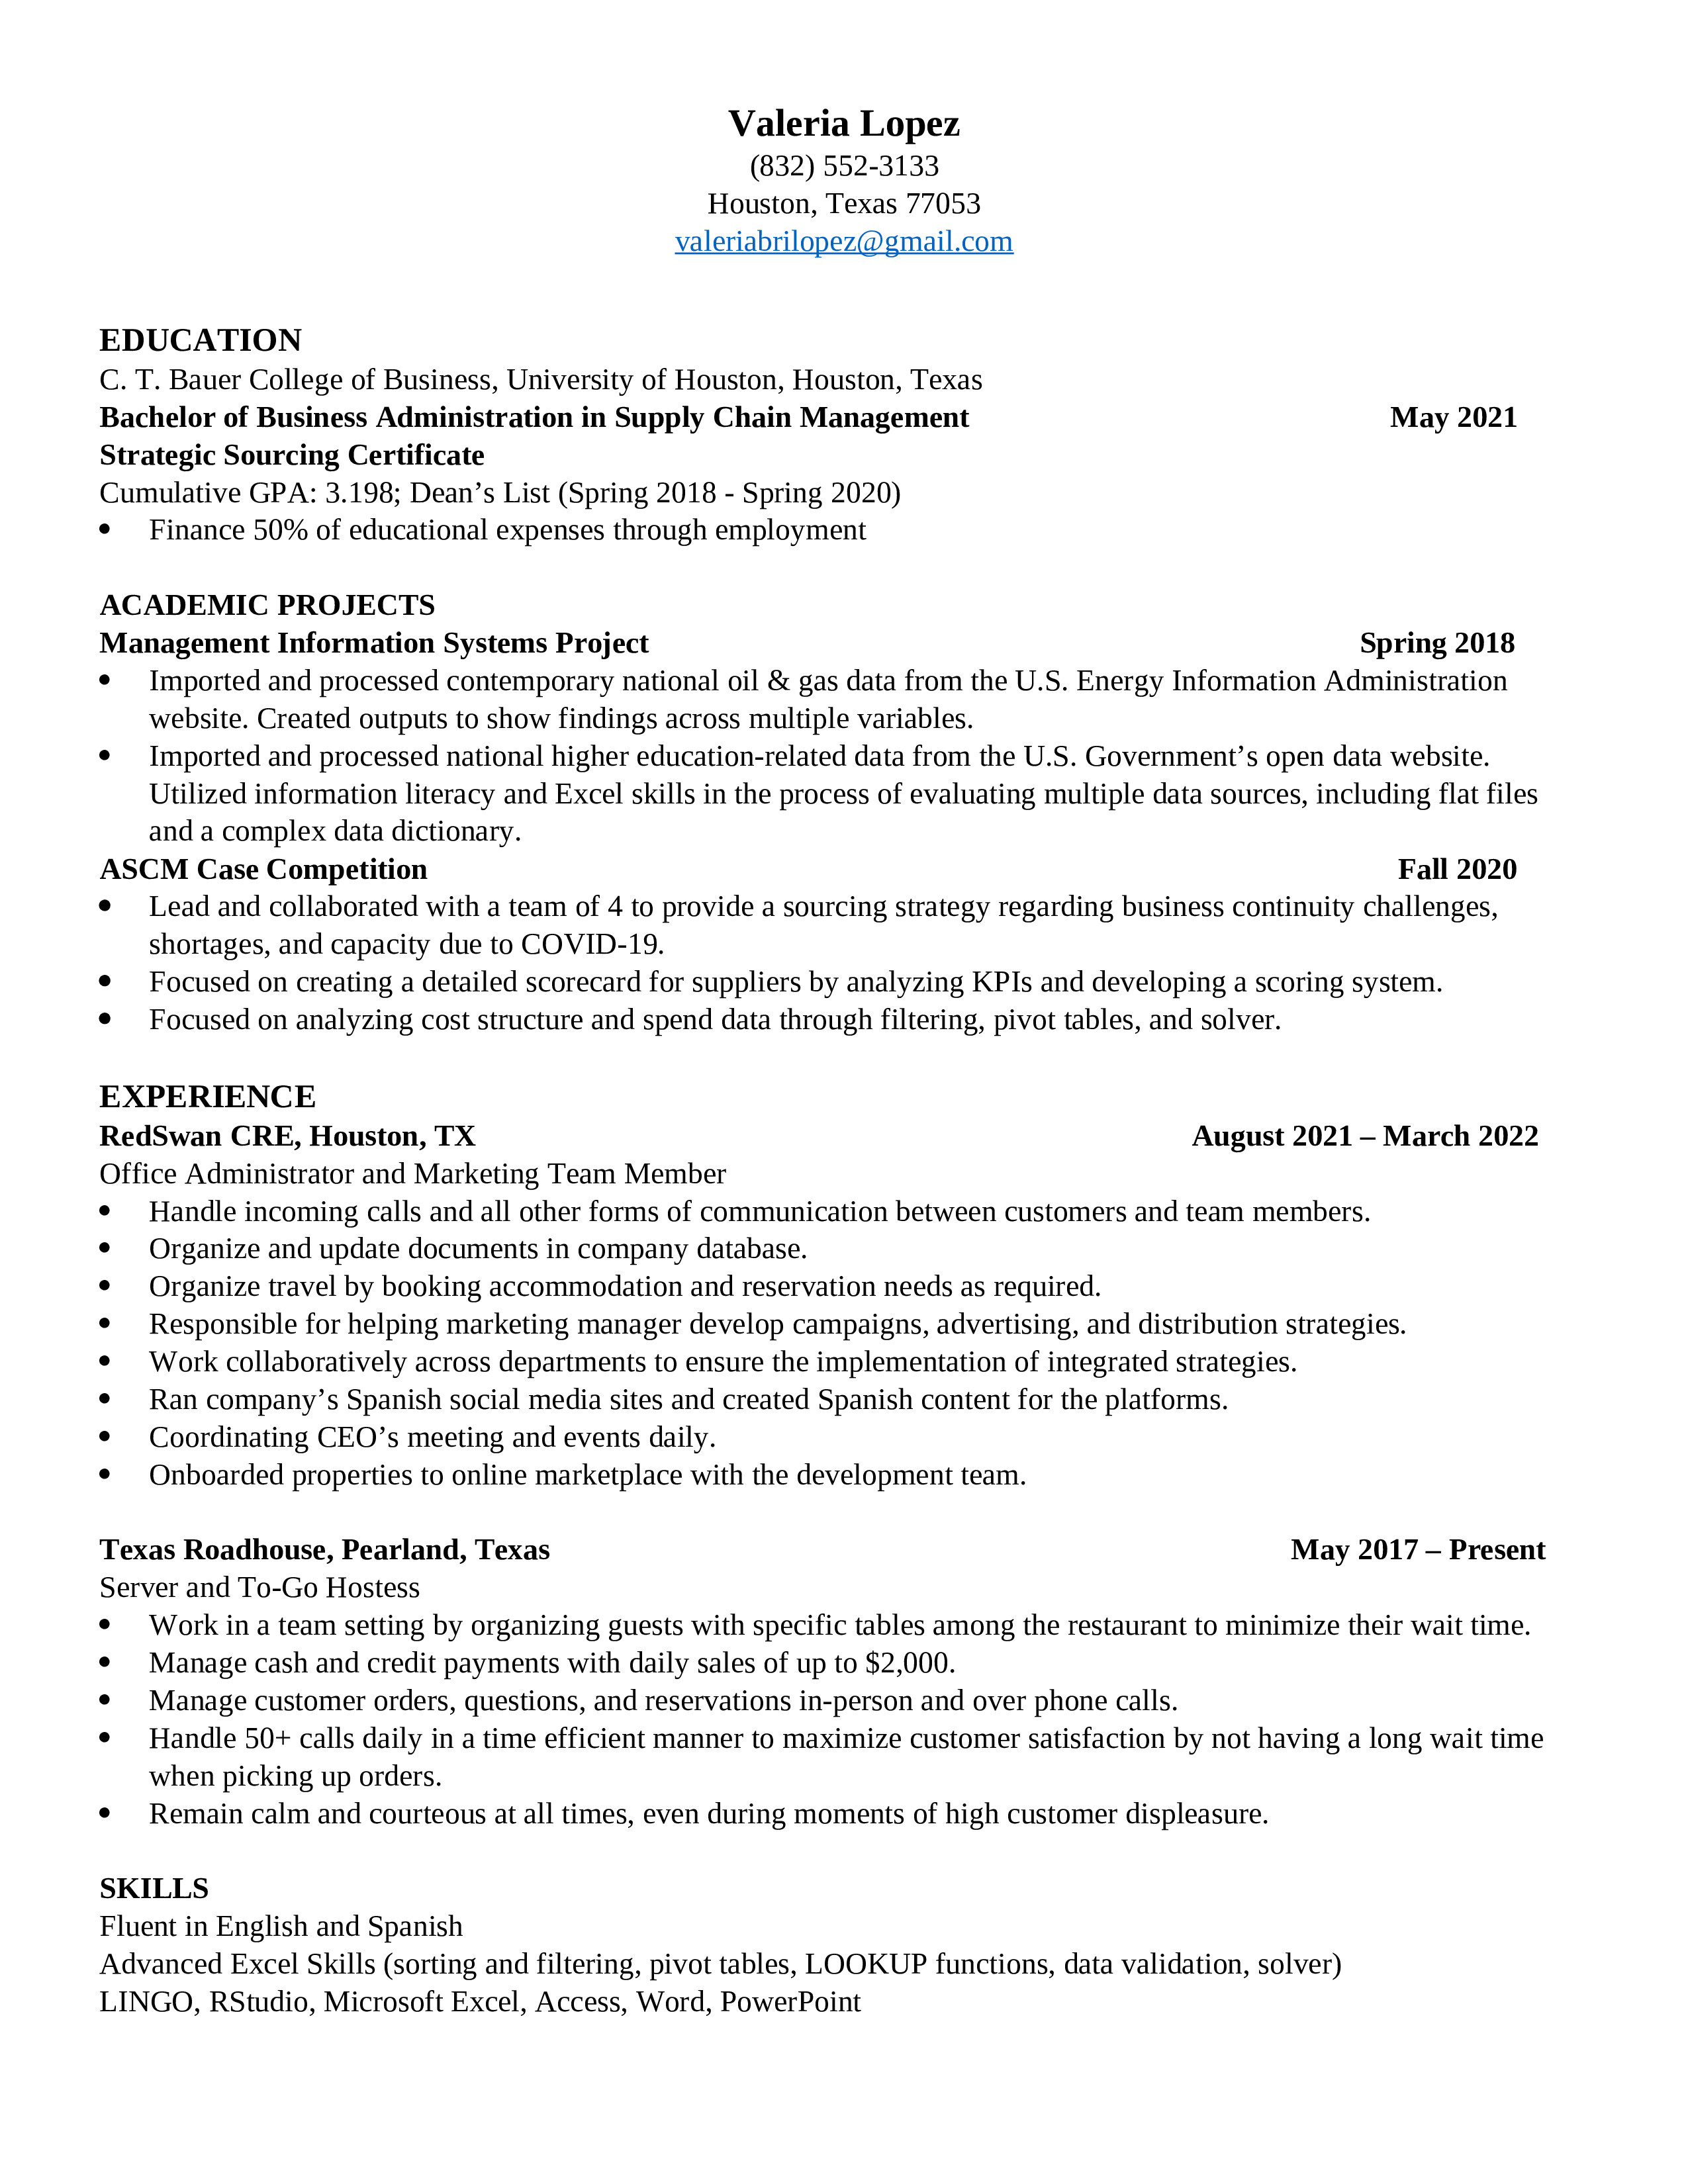 Valeria Lopez
(832) 552-3133
Houston, Texas 77053
valeriabrilopez@gmail.com
EDUCATION
C. T. Bauer College of Business, University of Houston, Houston, Texas
Bachelor of Business Administration in Supply Chain Management May 2021
Strategic Sourcing Certificate
Cumulative GPA: 3.198; Dean’s List (Spring 2018 - Spring 2020)
• Finance 50% of educational expenses through employment
ACADEMIC PROJECTS
Management Information Systems Project Spring 2018
• Imported and processed contemporary national oil & gas data from the U.S. Energy Information Administration
website. Created outputs to show findings across multiple variables.
• Imported and processed national higher education-related data from the U.S. Government’s open data website.
Utilized information literacy and Excel skills in the process of evaluating multiple data sources, including flat files
and a complex data dictionary.
ASCM Case Competition Fall 2020
• Lead and collaborated with a team of 4 to provide a sourcing strategy regarding business continuity challenges,
shortages, and capacity due to COVID-19.
• Focused on creating a detailed scorecard for suppliers by analyzing KPIs and developing a scoring system.
• Focused on analyzing cost structure and spend data through filtering, pivot tables, and solver.
EXPERIENCE
RedSwan CRE, Houston, TX August 2021 – March 2022
Office Administrator and Marketing Team Member
• Handle incoming calls and all other forms of communication between customers and team members.
• Organize and update documents in company database.
• Organize travel by booking accommodation and reservation needs as required.
• Responsible for helping marketing manager develop campaigns, advertising, and distribution strategies.
• Work collaboratively across departments to ensure the implementation of integrated strategies.
• Ran company’s Spanish social media sites and created Spanish content for the platforms.
• Coordinating CEO’s meeting and events daily.
• Onboarded properties to online marketplace with the development team.
Texas Roadhouse, Pearland, Texas May 2017 – Present
Server and To-Go Hostess
• Work in a team setting by organizing guests with specific tables among the restaurant to minimize their wait time.
• Manage cash and credit payments with daily sales of up to $2,000.
• Manage customer orders, questions, and reservations in-person and over phone calls.
• Handle 50+ calls daily in a time efficient manner to maximize customer satisfaction by not having a long wait time
when picking up orders.
• Remain calm and courteous at all times, even during moments of high customer displeasure.
SKILLS
Fluent in English and Spanish
Advanced Excel Skills (sorting and filtering, pivot tables, LOOKUP functions, data validation, solver)
LINGO, RStudio, Microsoft Excel, Access, Word, PowerPoint